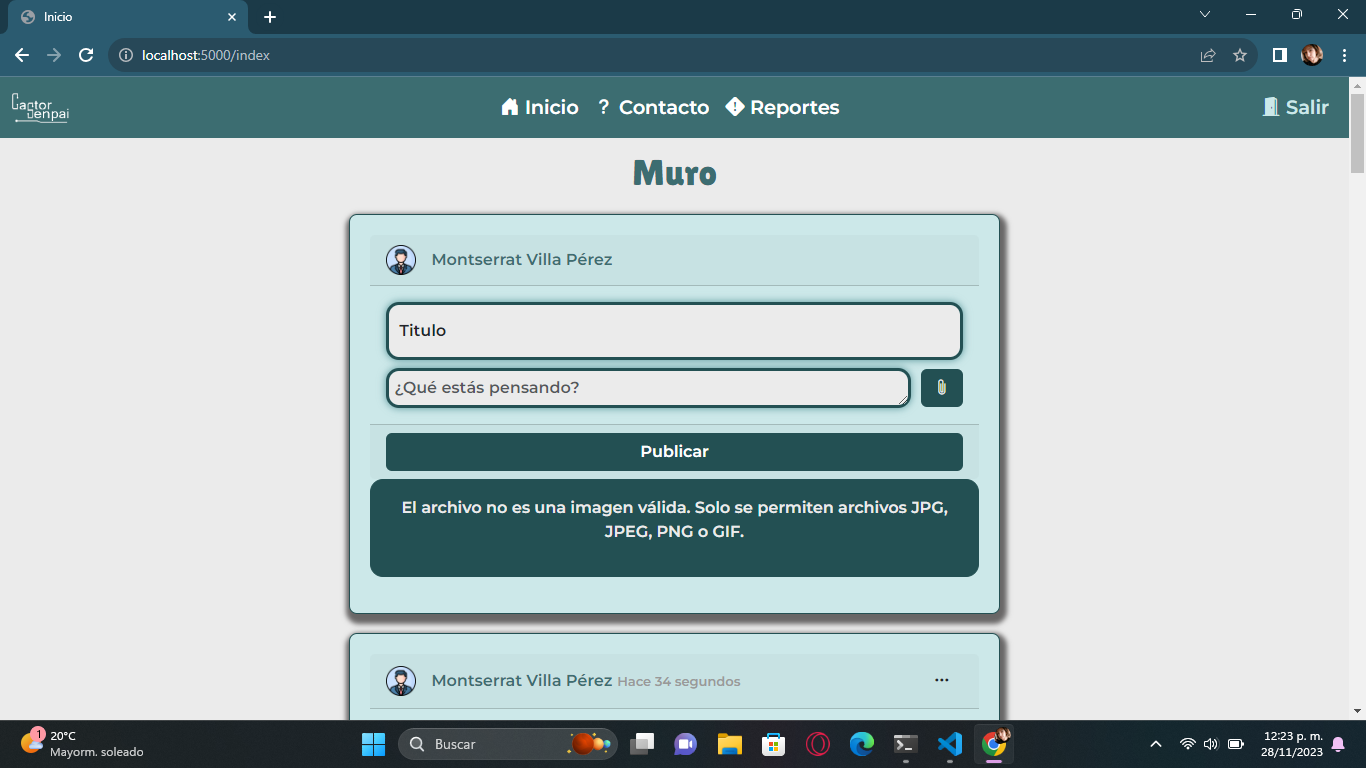 Inicio
localhost:5000/index
Cantor
Senpai
Inicio
? Contacto
Reportes
Salir
Muro
Montserrat Villa Pérez
Titulo
¿Qué estás pensando?
Publicar
El archivo no es una imagen válida. Solo se permiten archivos JPG,
JPEG, PNG o GIF.
Montserrat Villa Pérez Hace 34 segundos
1
20°C
Mayorm. soleado
Buscar
12:23 p. m.
28/11/2023